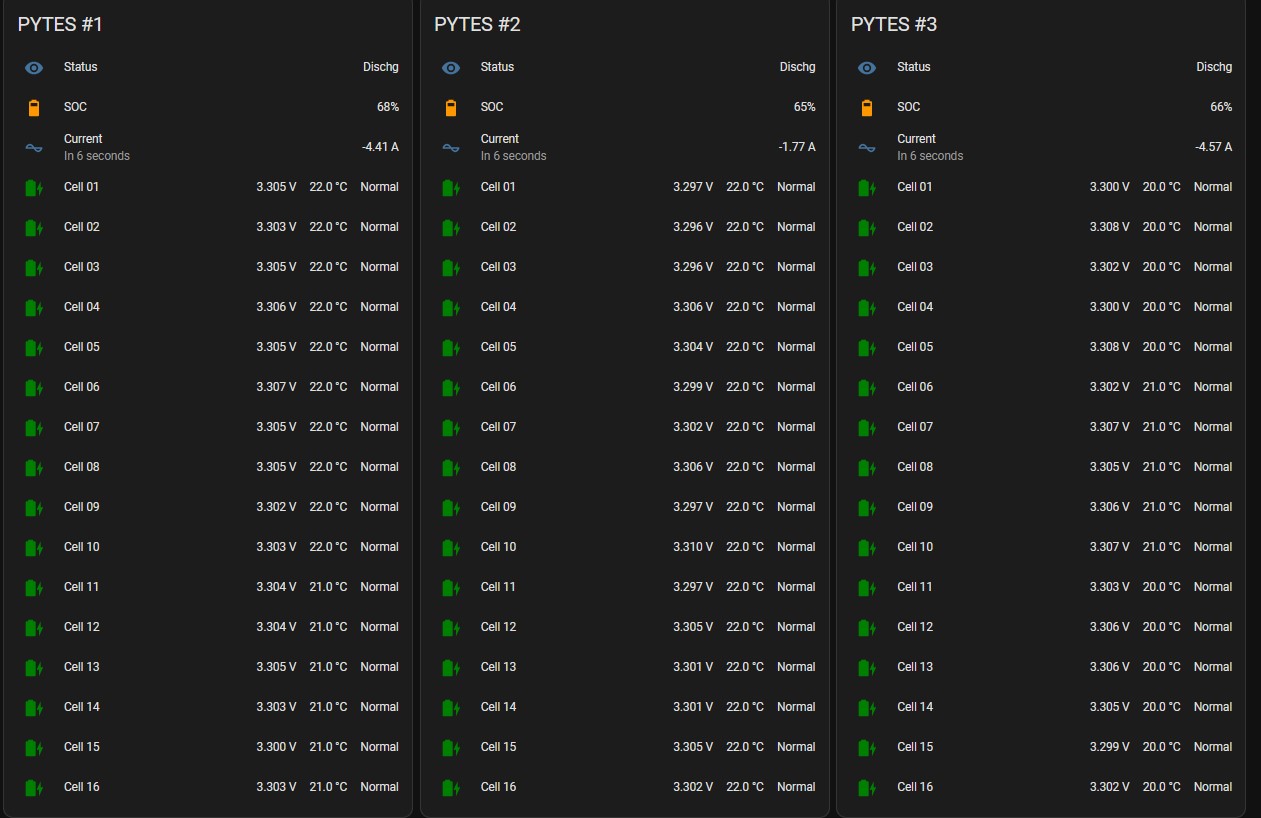 PYTES #1
Status Dischg
SOC 68%
Current
In 6 seconds -4.41 A
Cell 01 3.305 V 22.0 °C Normal
Cell 02 3.303 V 22.0 °C Normal
Cell 03 3.305 V 22.0 °C Normal
Cell 04 3.306 V 22.0 °C Normal
Cell 05 3.305 V 22.0 °C Normal
Cell 06 3.307 V 22.0 °C Normal
Cell 07 3.305 V 22.0 °C Normal
Cell 08 3.305 V 22.0 °C Normal
Cell 09 3.302 V 22.0 °C Normal
Cell 10 3.303 V 22.0 °C Normal
Cell 11 3.304 V 21.0 °C Normal
Cell 12 3.304 V 21.0 °C Normal
Cell 13 3.305 V 21.0 °C Normal
Cell 14 3.303 V 21.0 °C Normal
Cell 15 3.300 V 21.0 °C Normal
Cell 16 3.303 V 21.0 °C Normal
PYTES #2
Status Dischg
SOC 65%
Current
In 6 seconds -1.77 A
Cell 01 3.297 V 22.0 °C Normal
Cell 02 3.296 V 22.0 °C Normal
Cell 03 3.296 V 22.0 °C Normal
Cell 04 3.306 V 22.0 °C Normal
Cell 05 3.304 V 22.0 °C Normal
Cell 06 3.299 V 22.0 °C Normal
Cell 07 3.302 V 22.0 °C Normal
Cell 08 3.306 V 22.0 °C Normal
Cell 09 3.297 V 22.0 °C Normal
Cell 10 3.310 V 22.0 °C Normal
Cell 11 3.297 V 22.0 °C Normal
Cell 12 3.305 V 22.0 °C Normal
Cell 13 3.301 V 22.0 °C Normal
Cell 14 3.301 V 22.0 °C Normal
Cell 15 3.305 V 22.0 °C Normal
Cell 16 3.302 V 22.0 °C Normal
PYTES #3
Status Dischg
SOC 66%
Current
In 6 seconds -4.57 A
Cell 01 3.300 V 20.0 °C Normal
Cell 02 3.308 V 20.0 °C Normal
Cell 03 3.302 V 20.0 °C Normal
Cell 04 3.300 V 20.0 °C Normal
Cell 05 3.308 V 20.0 °C Normal
Cell 06 3.302 V 21.0 °C Normal
Cell 07 3.307 V 21.0 °C Normal
Cell 08 3.305 V 21.0 °C Normal
Cell 09 3.306 V 21.0 °C Normal
Cell 10 3.307 V 21.0 °C Normal
Cell 11 3.303 V 20.0 °C Normal
Cell 12 3.306 V 20.0 °C Normal
Cell 13 3.306 V 20.0 °C Normal
Cell 14 3.305 V 20.0 °C Normal
Cell 15 3.299 V 20.0 °C Normal
Cell 16 3.302 V 20.0 °C Normal